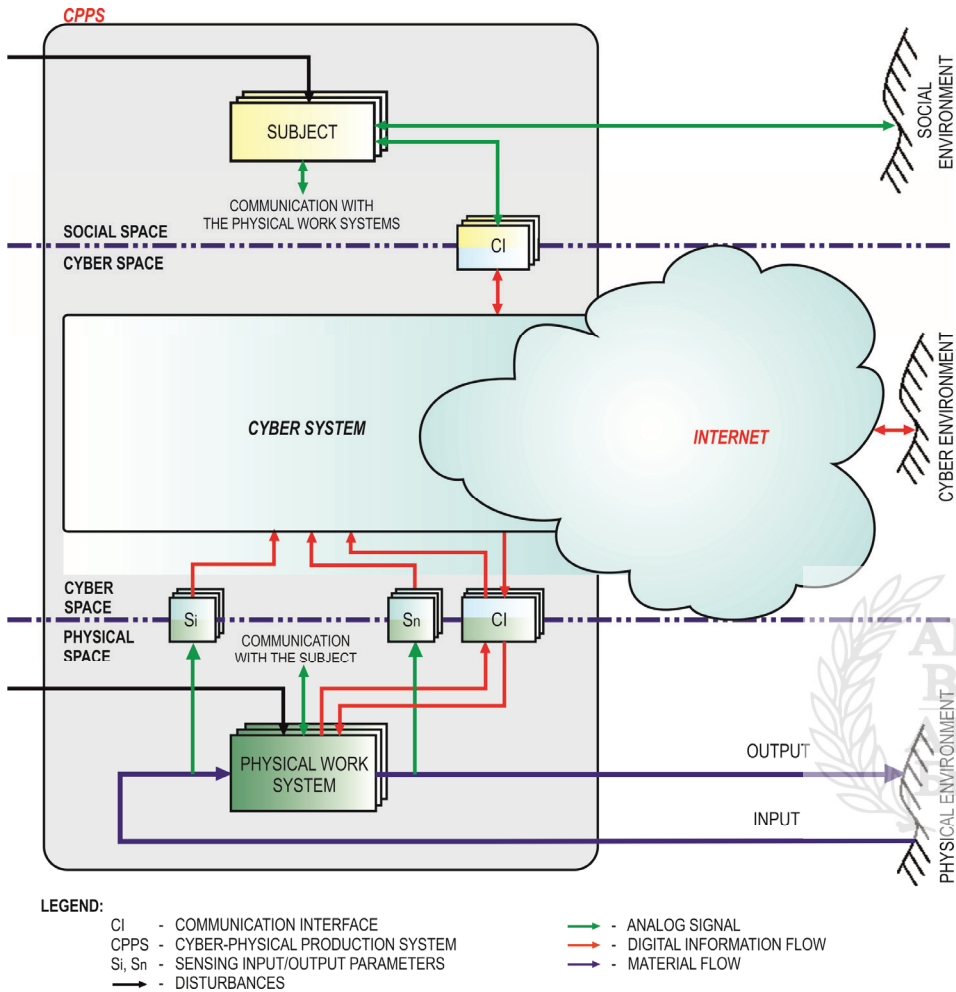 CPPS
SUBJECT
SOCIAL
ENVIRONMENT
COMMUNICATION WITH
THE PHYSICAL WORK SYSTEMS
SOCIAL SPACE
CYBER SPACE
CI
CYBER SYSTEM
INTERNET
CYBER ENVIRONMENT
CYBER
SPACE
PHYSICAL
SPACE
Si
Sn
CI
COMMUNICATION
WITH THE SUBJECT
PHYSICAL WORK
SYSTEM
OUTPUT
INPUT
PHYSICAL ENVIRONMENT
LEGEND:
CI - COMMUNICATION INTERFACE
CPPS - CYBER-PHYSICAL PRODUCTION SYSTEM
Si, Sn - SENSING INPUT/OUTPUT PARAMETERS
- DISTURBANCES
- ANALOG SIGNAL
- DIGITAL INFORMATION FLOW
- MATERIAL FLOW